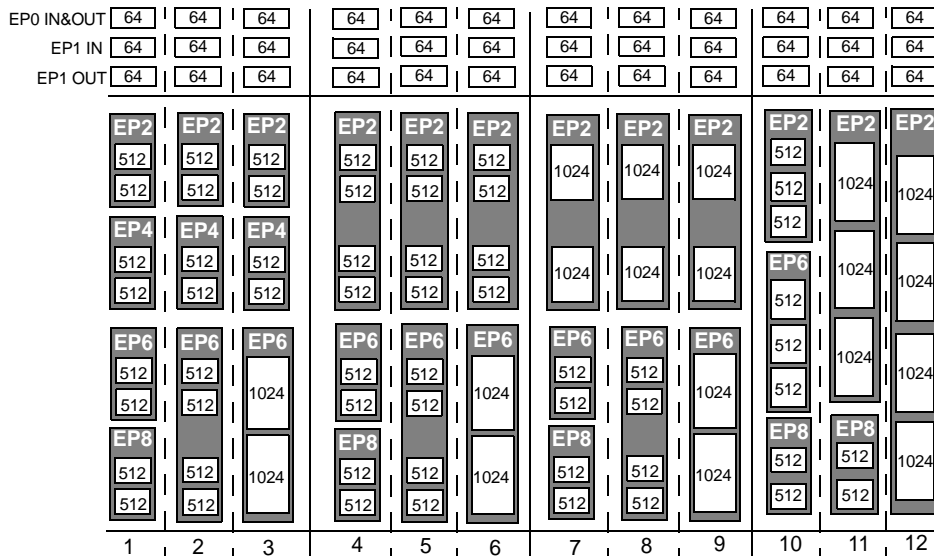 EP0 IN&OUT 64 64 64 64 64 64 64 64 64 64 64 64
EP1 IN 64 64 64 64 64 64 64 64 64 64 64 64
EP1 OUT 64 64 64 64 64 64 64 64 64 64 64 64
EP2 EP2 EP2 EP2 EP2 EP2 EP2 EP2 EP2 EP2 EP2 EP2
512 512 512 512 512 512 1024 1024 1024 512 1024 1024
512 512 512 512 512 512 512
512
EP4 EP4 EP4
512 512 512 512 512 512 1024 1024 1024 EP6 1024 1024
512 512 512 512 512 512 512
EP6 EP6 EP6 EP6 EP6 EP6 EP6 EP6 EP6
512 512 1024 512 512 1024 512 512 1024 512 1024 1024
512 512 512 512 512 512 512
EP8 EP8 EP8 EP8 EP8
512 512 1024 512 512 1024 512 512 1024 512 512 1024
512 512 512 512 512 512 512 512
1 2 3 4 5 6 7 8 9 10 11 12